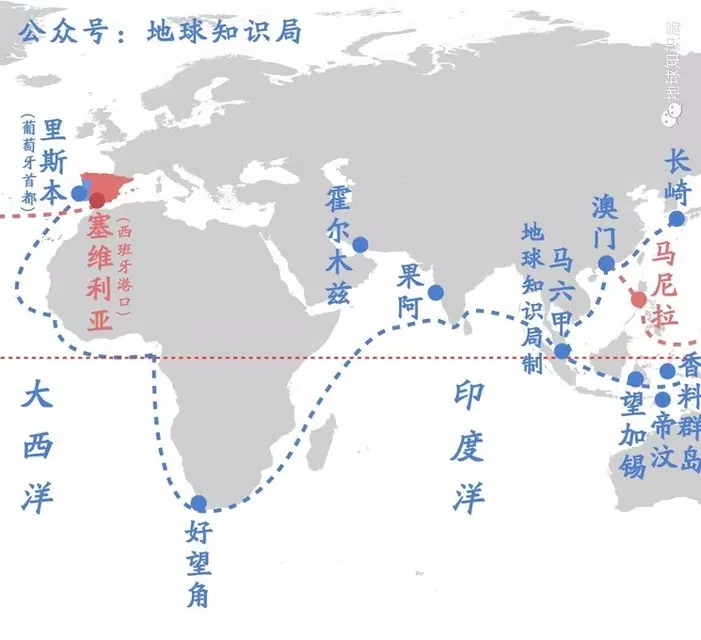 公众号：地球知识局
地球知识局
里斯本
(葡萄牙首都)
塞维利亚
(西班牙港口)
霍尔木兹
果阿
地球知识局制
马六甲
澳门
长崎
马尼拉
香料群岛
帝汶
望加锡
大西洋
印度洋
好望角